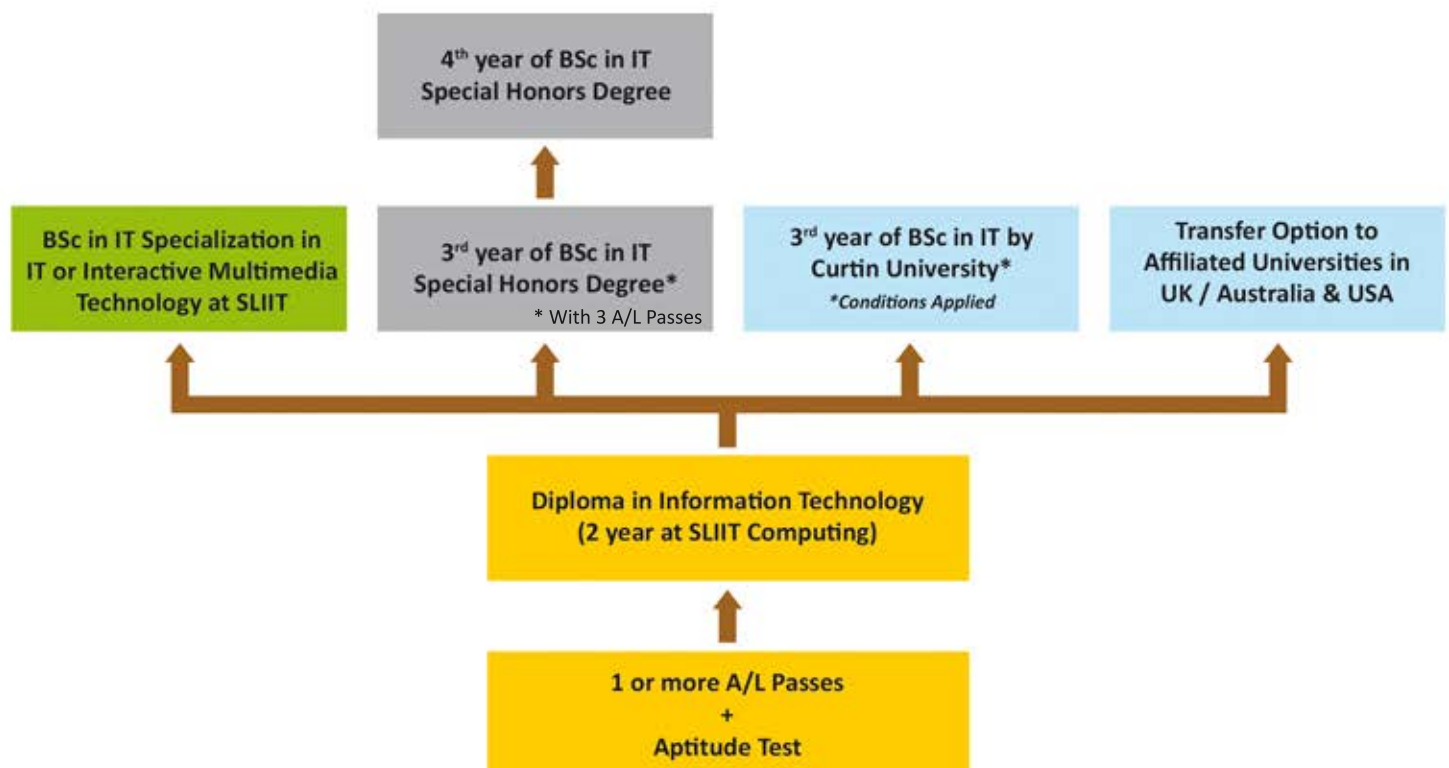 4th year of BSc in IT
Special Honors Degree
BSc in IT Specialization in
IT or Interactive Multimedia
Technology at SLIIT
3rd year of BSc in IT
Special Honors Degree*
* With 3 A/L Passes
3rd year of BSc in IT by
Curtin University*
*Conditions Applied
Transfer Option to
Affiliated Universities in
UK / Australia & USA
Diploma in Information Technology
(2 year at SLIIT Computing)
1 or more A/L Passes
+
Aptitude Test